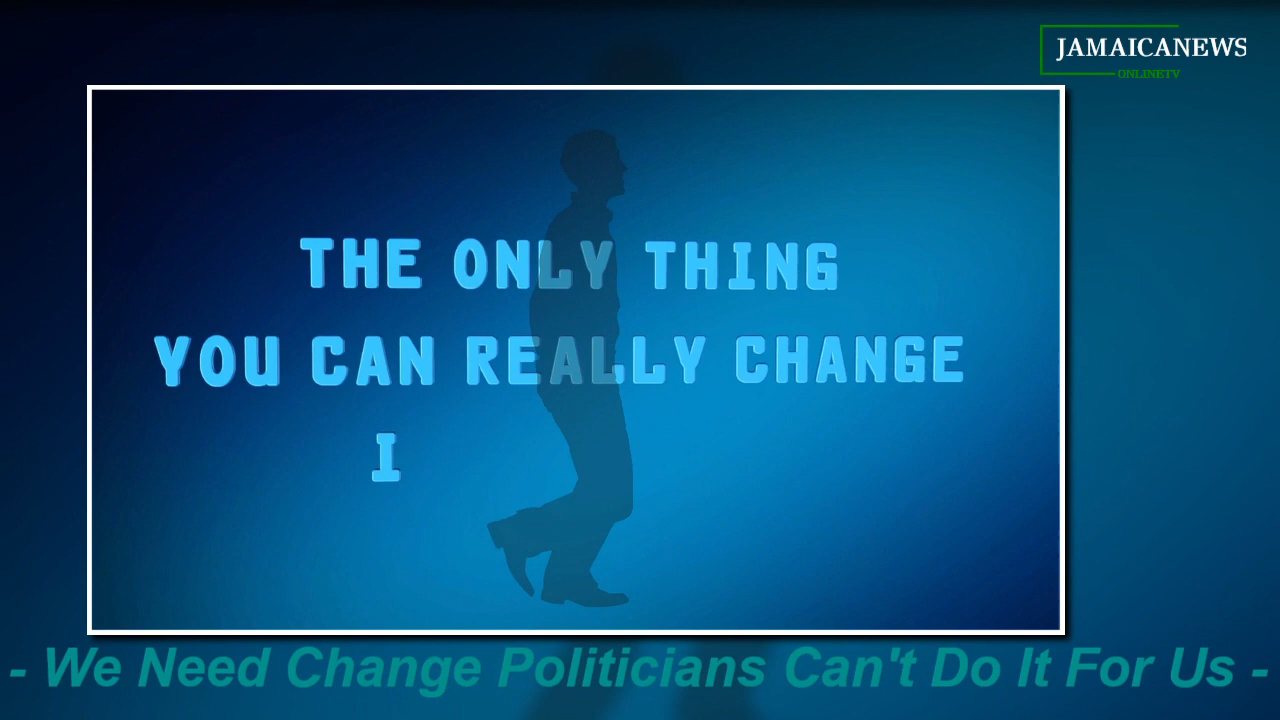 JAMAICANEWS
ONLINETV
THE ONLY THING
YOU CAN REALLY CHANGE
I
- We Need Change Politicians Can't Do It For Us -